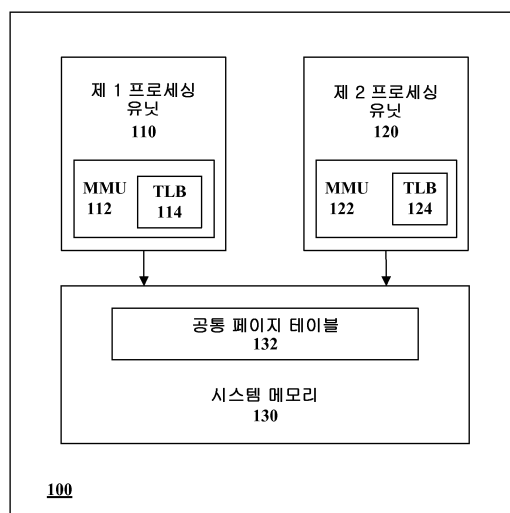 제 1 프로세싱
유닛
110
MMU
112
TLB
114
제 2 프로세싱
유닛
120
MMU
122
TLB
124
공통 페이지 테이블
132
시스템 메모리
130
100